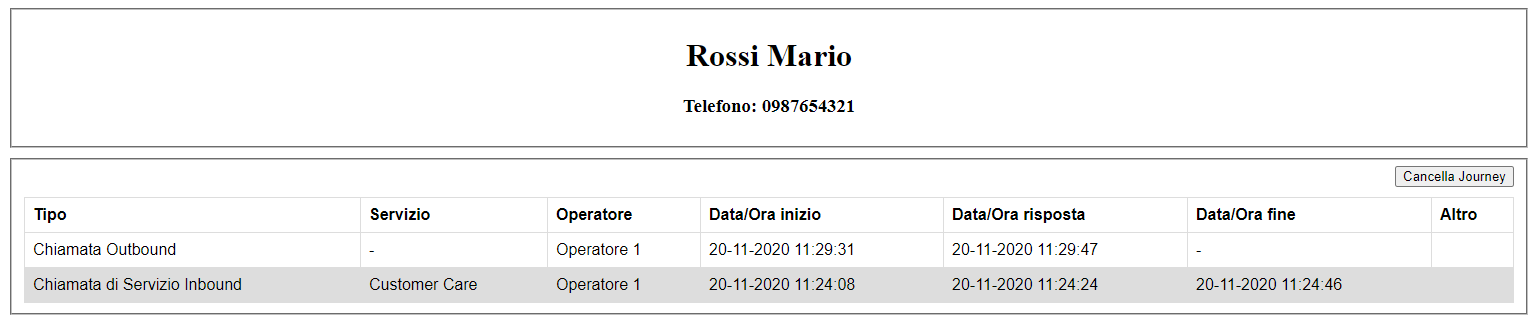 Rossi Mario
Telefono: 0987654321
Cancella Journey
Tipo Servizio Operatore Data/Ora inizio Data/Ora risposta Data/Ora fine Altro
Chiamata Outbound - Operatore 1 20-11-2020 11:29:31 20-11-2020 11:29:47 -
Chiamata di Servizio Inbound Customer Care Operatore 1 20-11-2020 11:24:08 20-11-2020 11:24:24 20-11-2020 11:24:46